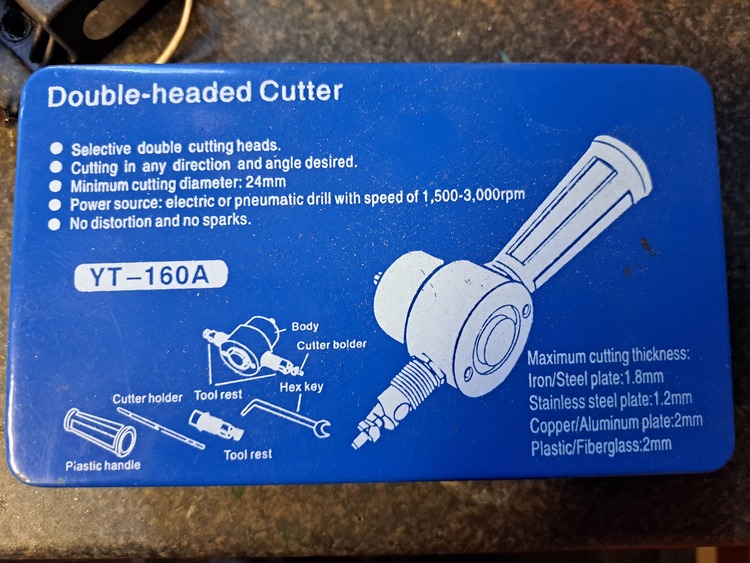 Double-headed Cutter
Selective double cutting heads.
Cutting in any direction and angle desired.
Minimum cutting diameter: 24mm
Power source: electric or pneumatic drill with speed of 1,500-3,000rpm
No distortion and no sparks.
YT-160A
Body
Cutter bolder
Tool rest
Hex key
Cutter holder
Tool rest
Plastic handle
Maximum cutting thickness:
Iron/Steel plate:1.8mm
Stainless steel plate:1.2mm
Copper/Aluminum plate:2mm
Plastic/Fiberglass:2mm